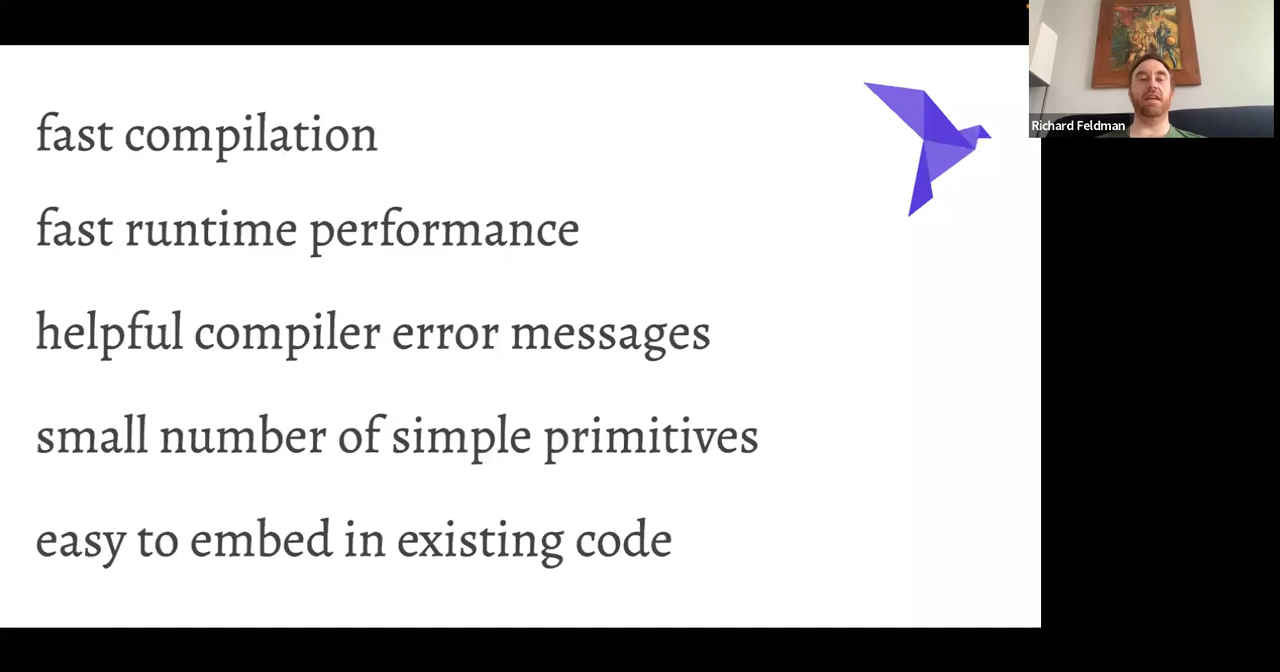 fast compilation
fast runtime performance
helpful compiler error messages
small number of simple primitives
easy to embed in existing code
Richard Feldman